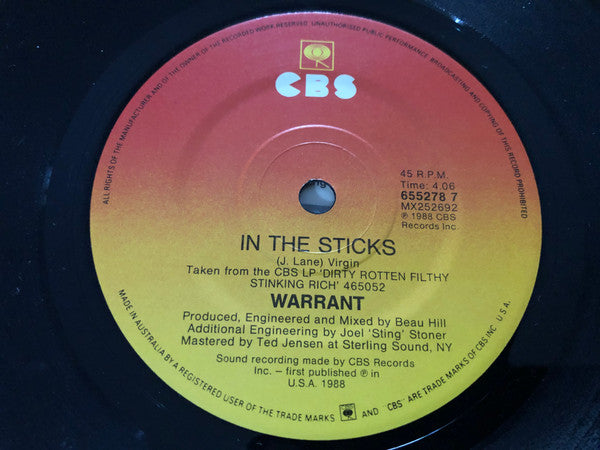 ALL RIGHTS OF THE MANUFACTURER AND OF THE OWNER OF THE RECORDED WORK RESERVED. UNAUTHORISED PUBLIC PERFORMANCE, BROADCASTING AND COPYING OF THIS RECORD PROHIBITED
CBS
45 R.P.M.
Time: 4.06
655278 7
MX252692
℗ 1988 CBS
Records Inc.
IN THE STICKS
(J. Lane) Virgin
Taken from the CBS LP 'DIRTY ROTTEN FILTHY
STINKING RICH' 465052
WARRANT
Produced, Engineered and Mixed by Beau Hill
Additional Engineering by Joel 'Sting' Stoner
Mastered by Ted Jensen at Sterling Sound, NY
Sound recording made by CBS Records
Inc. – first published ℗ in
U.S.A. 1988
MADE IN AUSTRALIA BY A REGISTERED USER OF THE TRADE MARKS AND "CBS" ARE TRADE MARKS OF CBS INC U.S.A.